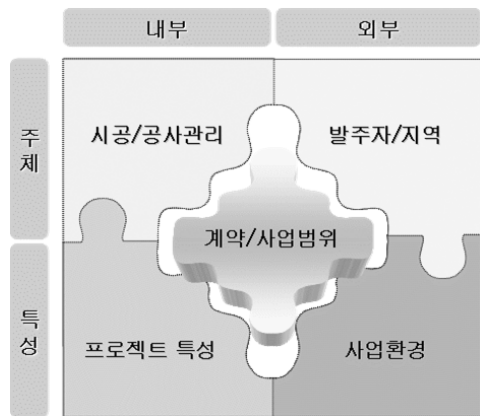 내부
외부
주체
시공/공사관리
발주자/지역
계약/사업범위
특성
프로젝트 특성
사업환경